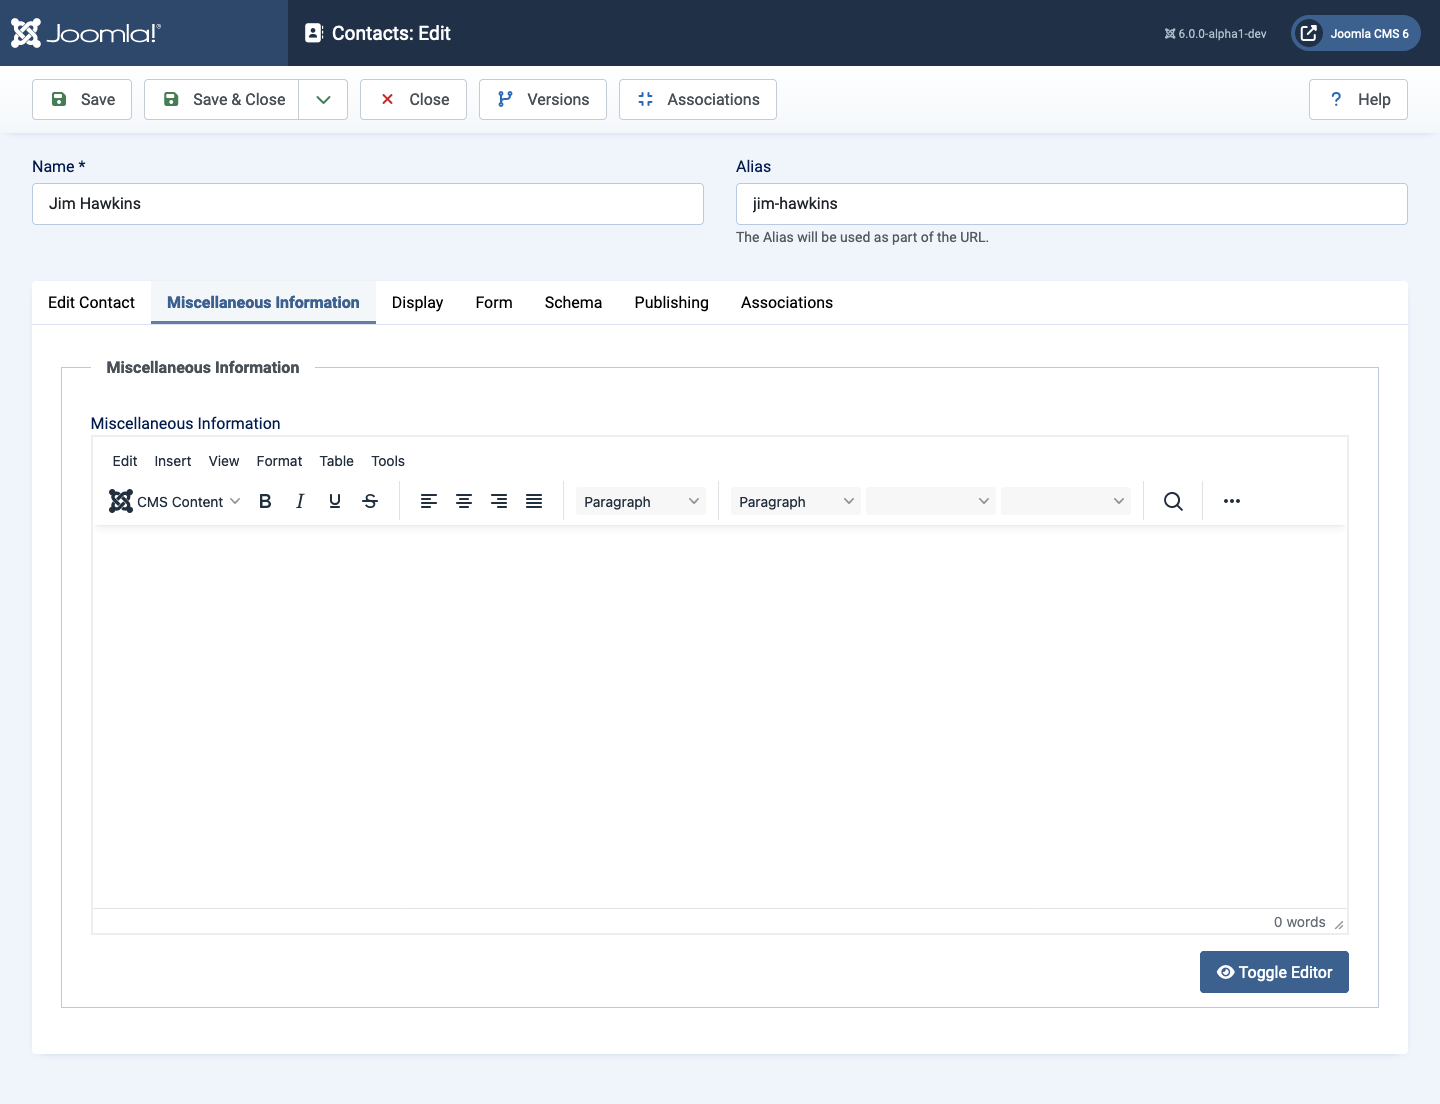 Joomla!®
Contacts: Edit
6.0.0-alpha1-dev
Joomla CMS 6
Save
Save & Close
Close
Versions
Associations
? Help
Name *
Alias
Jim Hawkins
jim-hawkins
The Alias will be used as part of the URL.
Edit Contact Miscellaneous Information Display Form Schema Publishing Associations
Miscellaneous Information
Miscellaneous Information
Edit Insert View Format Table Tools
CMS Content B I U S Paragraph Paragraph
0 words
Toggle Editor